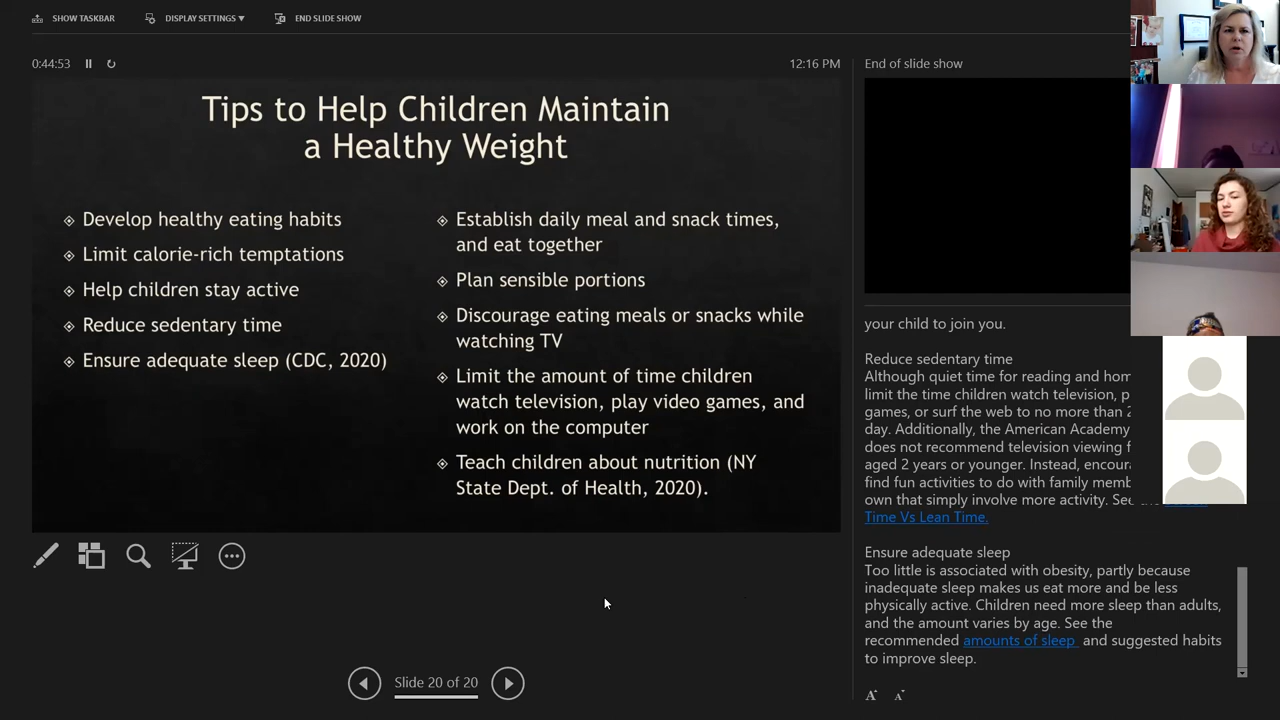 SHOW TASKBAR
DISPLAY SETTINGS ▼
END SLIDE SHOW
0:44:53
12:16 PM
Tips to Help Children Maintain
a Healthy Weight
Develop healthy eating habits
Limit calorie-rich temptations
Help children stay active
Reduce sedentary time
Ensure adequate sleep (CDC, 2020)
Establish daily meal and snack times,
and eat together
Plan sensible portions
Discourage eating meals or snacks while
watching TV
Limit the amount of time children
watch television, play video games, and
work on the computer
Teach children about nutrition (NY
State Dept. of Health, 2020).
Slide 20 of 20
End of slide show
your child to join you.
Reduce sedentary time
Although quiet time for reading and
limit the time children watch television,
games, or surf the web to no more than
day. Additionally, the American Academy
does not recommend television viewing
aged 2 years or younger. Instead,
find fun activities to do with family
own that simply involve more activity. See
Time Vs Lean Time.
Ensure adequate sleep
Too little is associated with obesity, partly because
inadequate sleep makes us eat more and be less
physically active. Children need more sleep than adults,
and the amount varies by age. See the
recommended amounts of sleep and suggested habits
to improve sleep.
A A